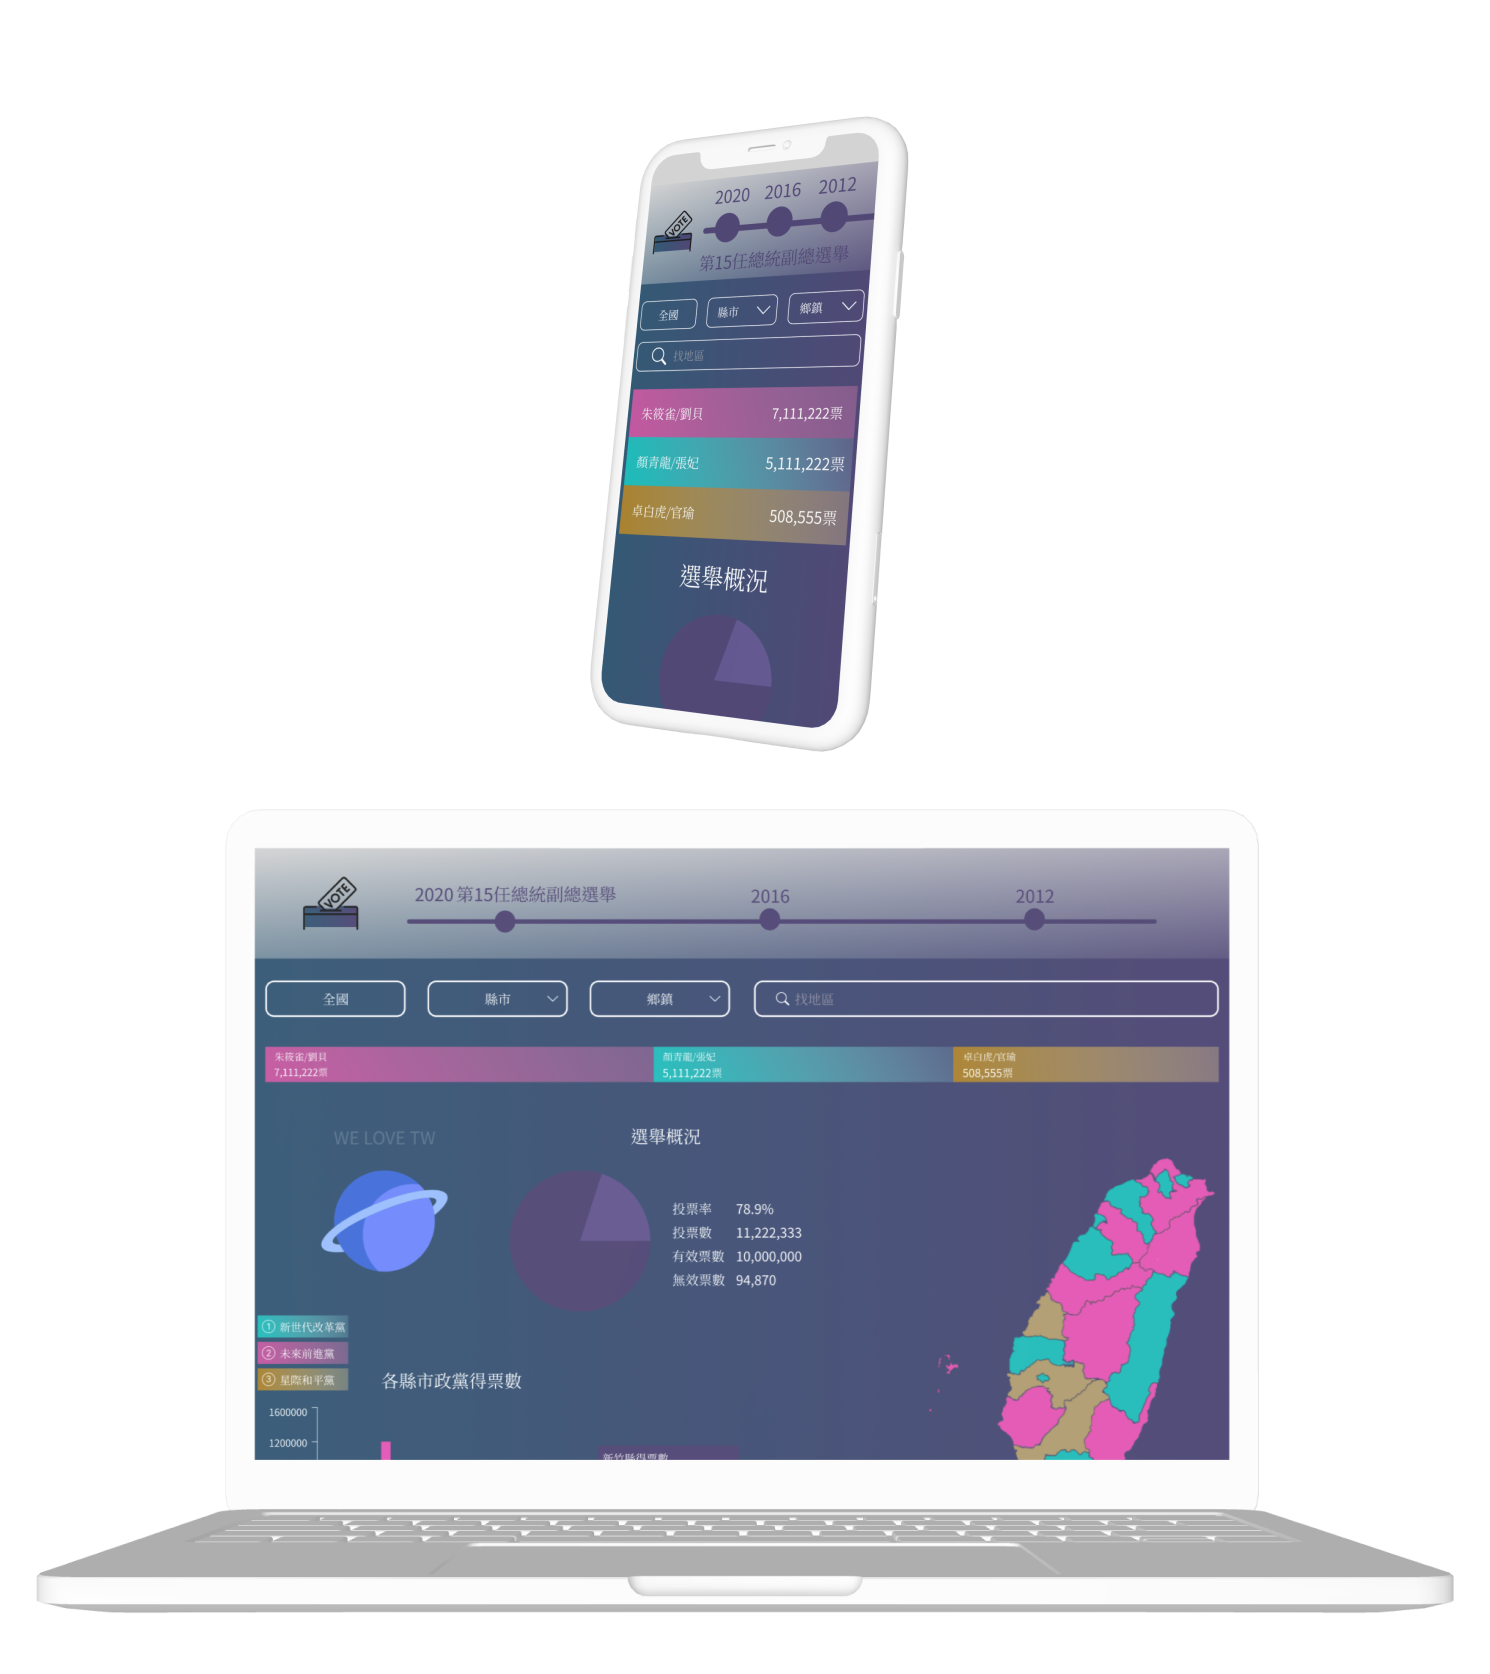 2020 2016 2012
VOTE
第15任總統副總選舉
全國 縣市 鄉鎮
找地區
朱筱雀/劉貝 7,111,222票
顏青龍/張妃 5,111,222票
卓白虎/官瑜 508,555票
選舉概況
VOTE
2020 第15任總統副總選舉 2016 2012
全國 縣市 鄉鎮 找地區
朱筱雀/劉貝 顏青龍/張妃 卓白虎/官瑜
7,111,222票 5,111,222票 508,555票
WE LOVE TW
選舉概況
投票率 78.9%
投票數 11,222,333
有效票數 10,000,000
無效票數 94,870
1 新世代改革黨
2 未來前進黨
3 星際和平黨
各縣市政黨得票數
1600000
1200000
新竹縣得票數